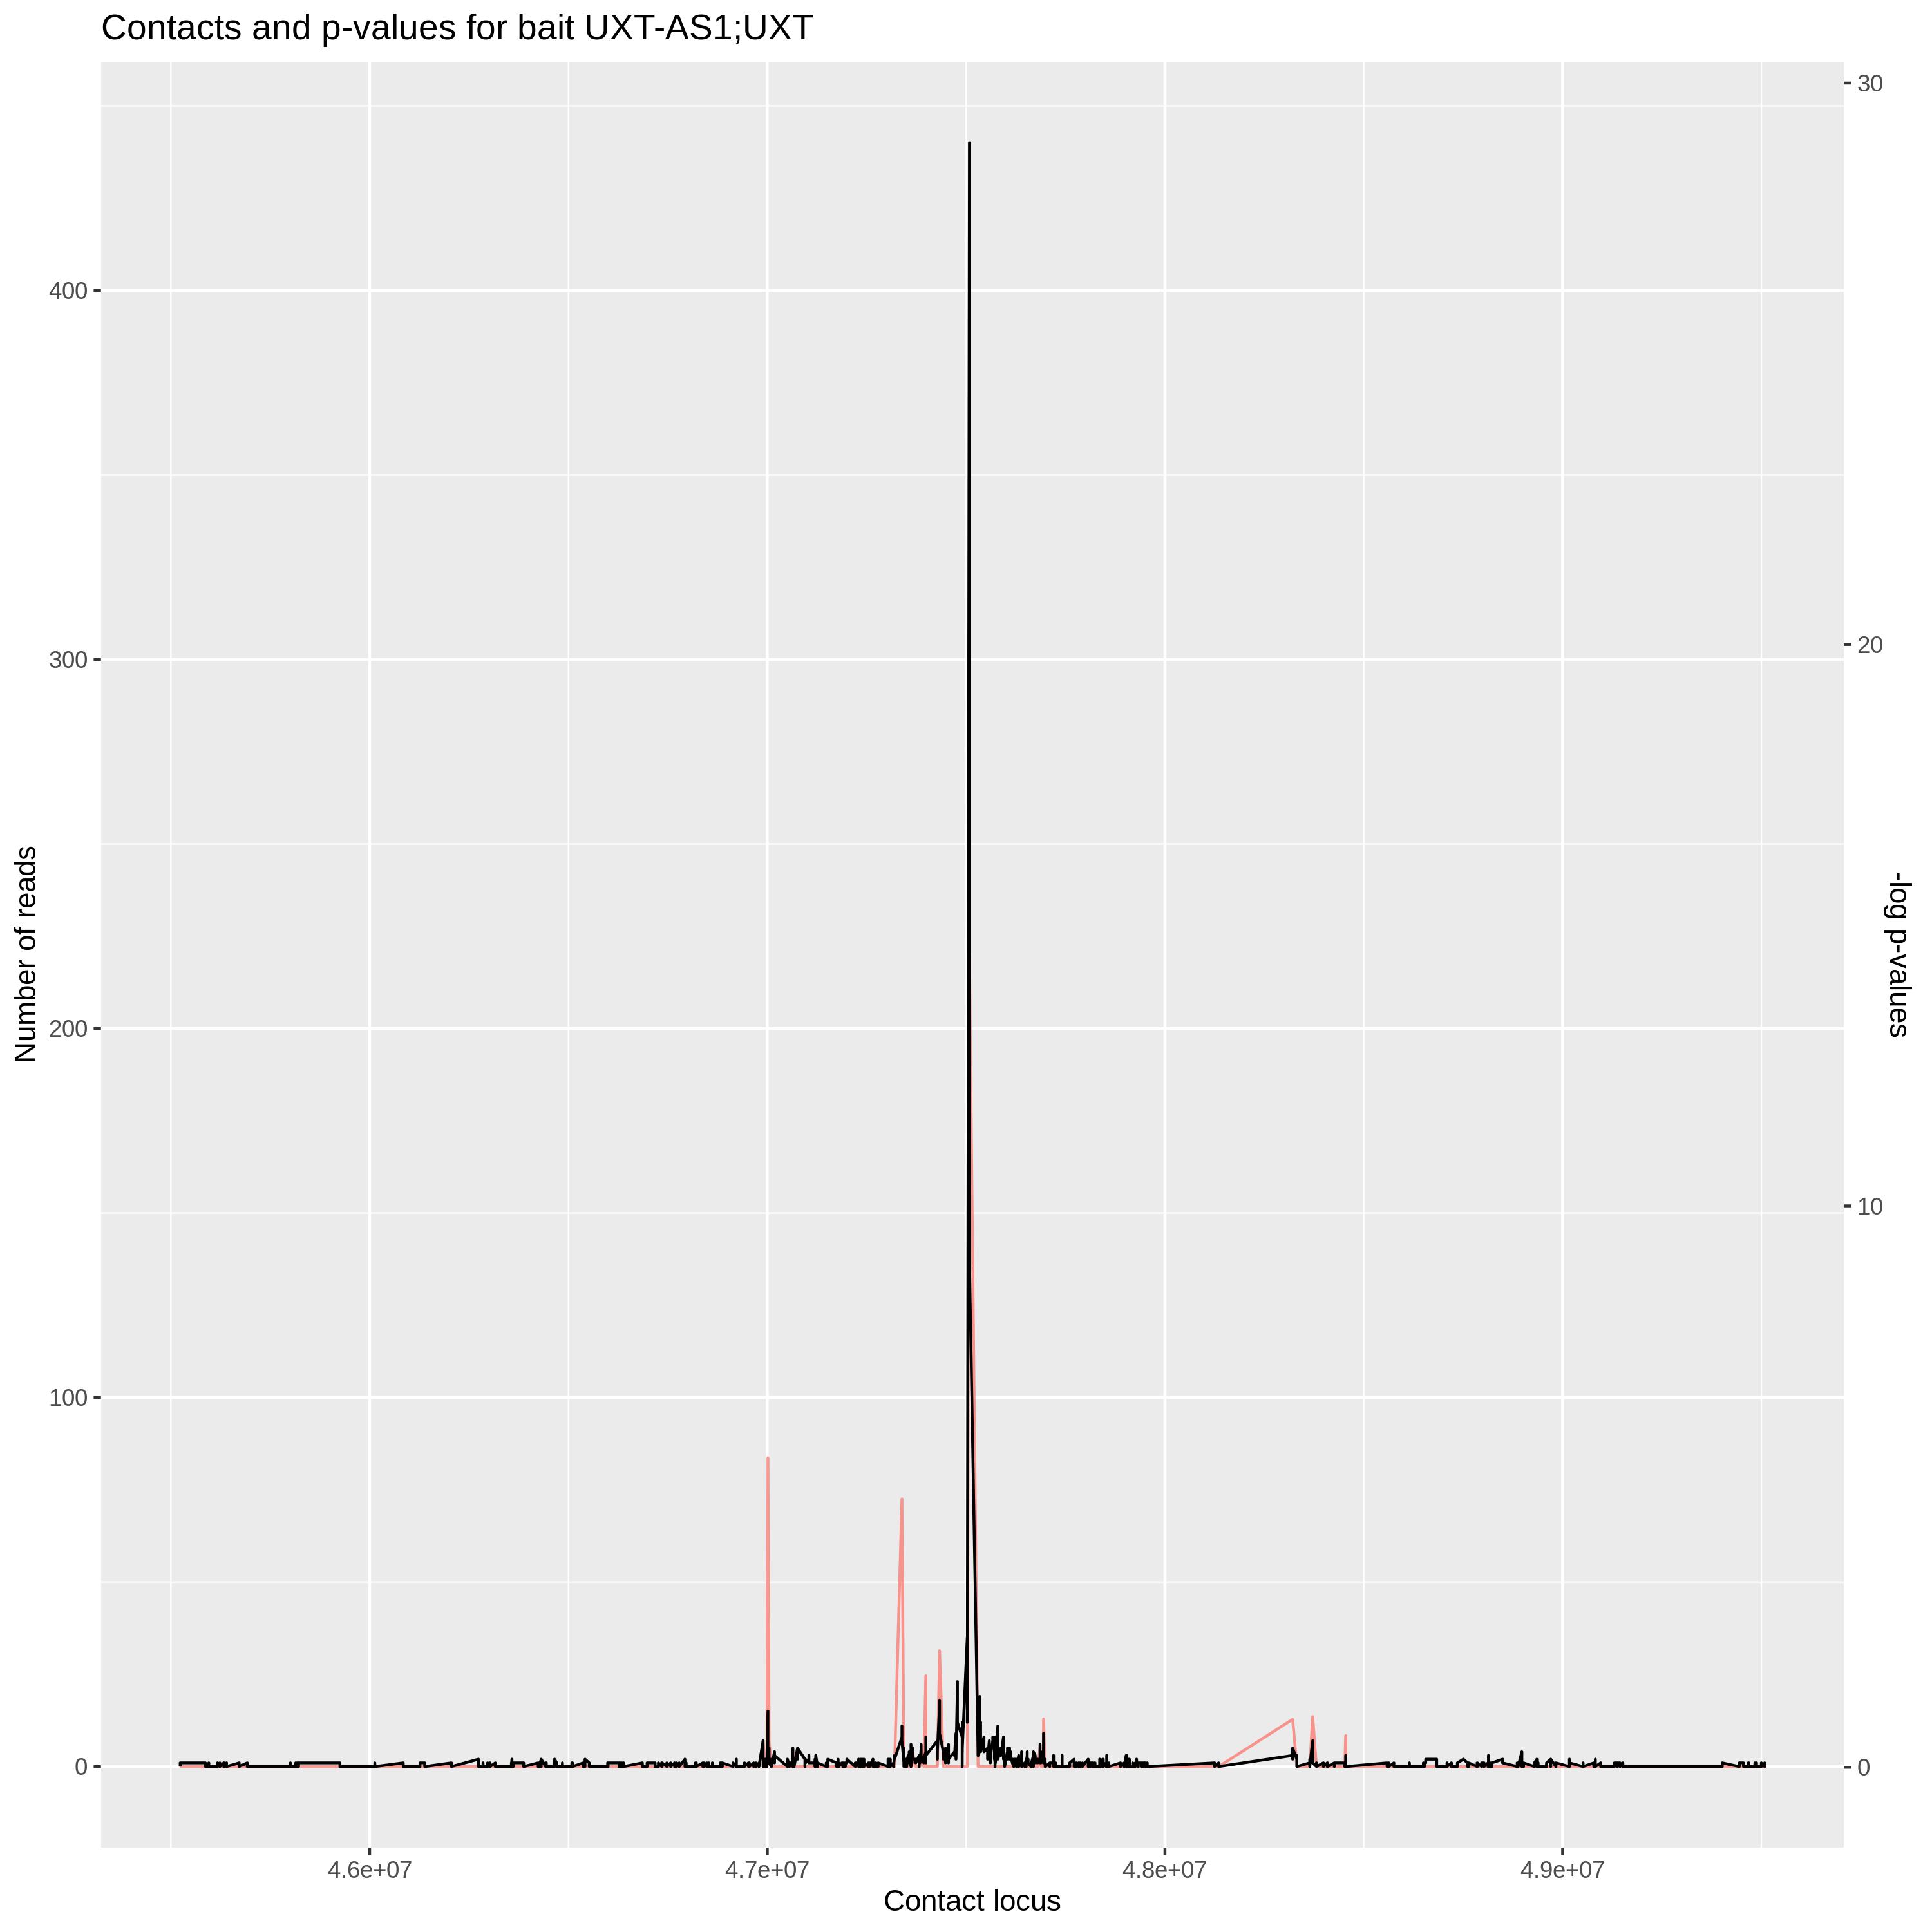 Contacts and p-values for bait UXT-AS1;UXT
30
400
300
20
Number of reads
-log p-values
200
10
100
0
0
4.6e+07
4.7e+07
4.8e+07
4.9e+07
Contact locus